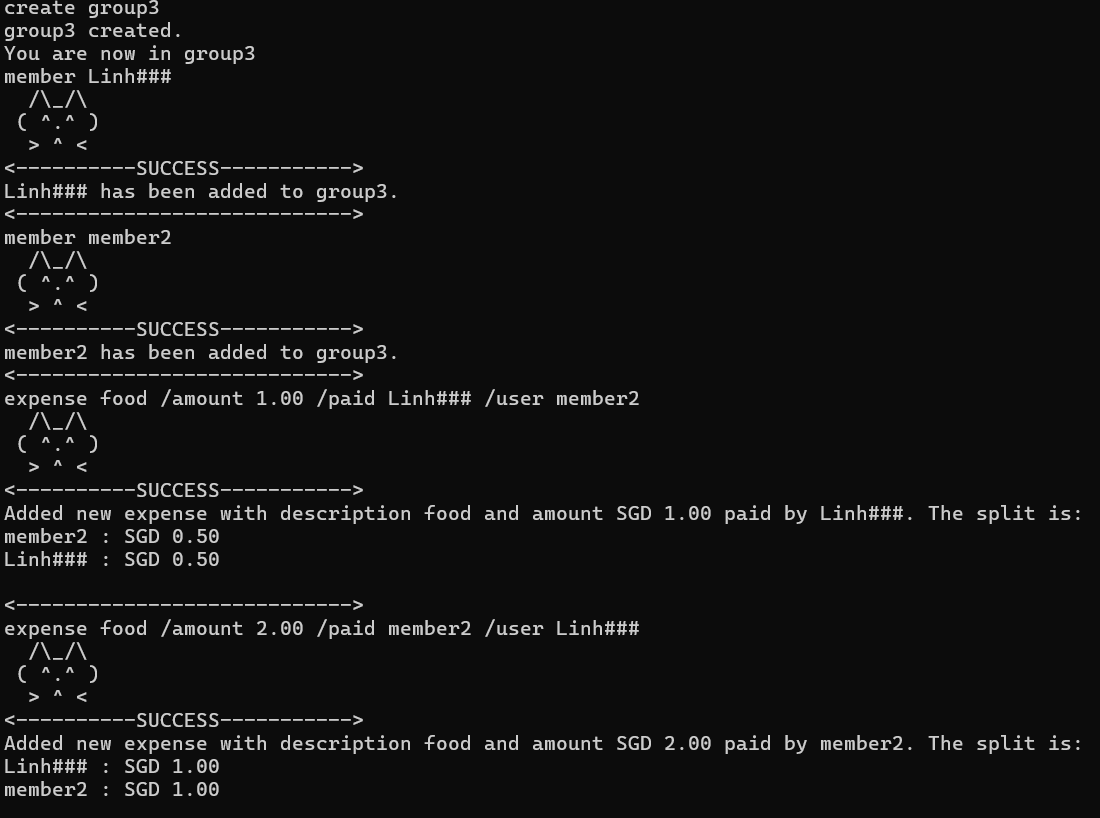 create group3
group3 created.
You are now in group3
member Linh###
  /\_/\
 ( ^.^ )
  > ^ <
<----------SUCCESS----------->
Linh### has been added to group3.
<---------------------------->
member member2
  /\_/\
 ( ^.^ )
  > ^ <
<----------SUCCESS----------->
member2 has been added to group3.
<---------------------------->
expense food /amount 1.00 /paid Linh### /user member2
  /\_/\
 ( ^.^ )
  > ^ <
<----------SUCCESS----------->
Added new expense with description food and amount SGD 1.00 paid by Linh###. The split is:
member2 : SGD 0.50
Linh### : SGD 0.50

<---------------------------->
expense food /amount 2.00 /paid member2 /user Linh###
  /\_/\
 ( ^.^ )
  > ^ <
<----------SUCCESS----------->
Added new expense with description food and amount SGD 2.00 paid by member2. The split is:
Linh### : SGD 1.00
member2 : SGD 1.00